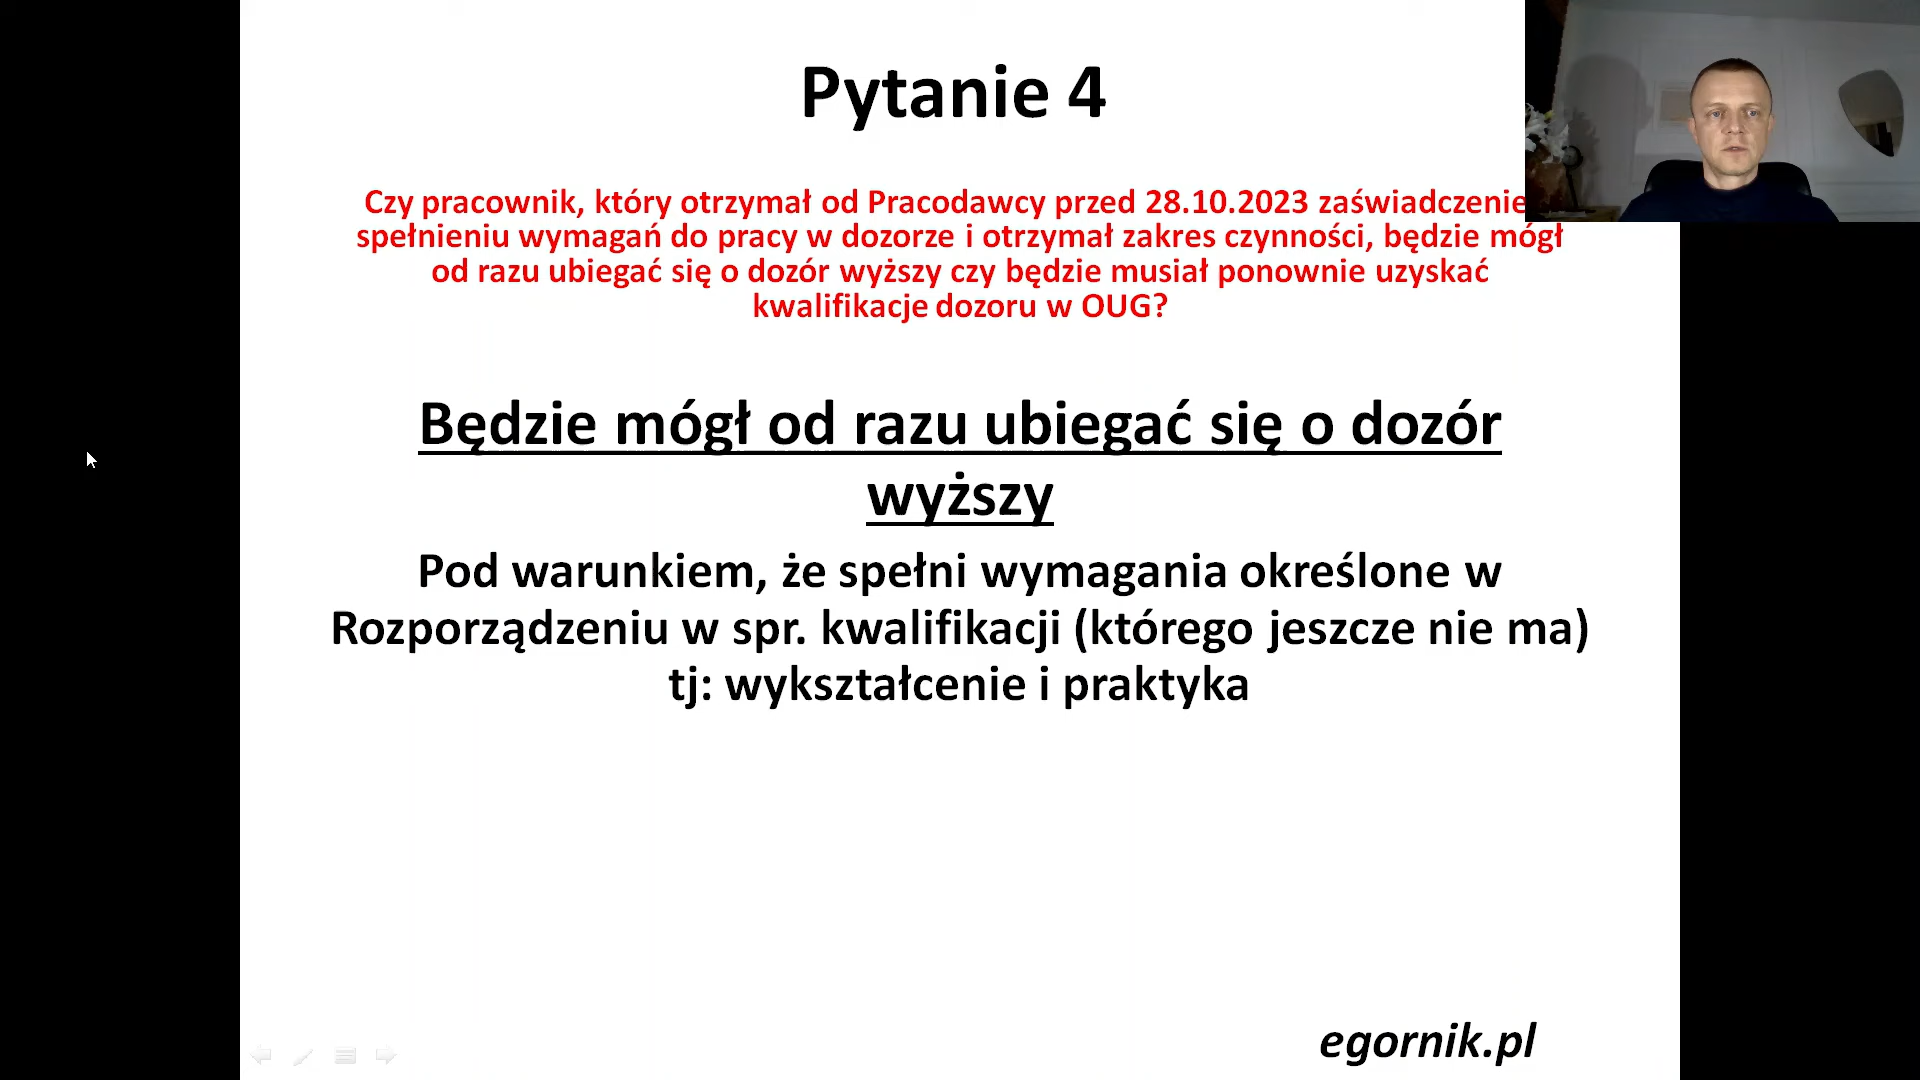 Pytanie 4
Czy pracownik, który otrzymał od Pracodawcy przed 28.10.2023 zaświadczenie
spełnieniu wymagań do pracy w dozorze i otrzymał zakres czynności, będzie mógł
od razu ubiegać się o dozór wyższy czy będzie musiał ponownie uzyskać
kwalifikacje dozoru w OUG?
Będzie mógł od razu ubiegać się o dozór
wyższy
Pod warunkiem, że spełni wymagania określone w
Rozporządzeniu w spr. kwalifikacji (którego jeszcze nie ma)
tj: wykształcenie i praktyka
egornik.pl